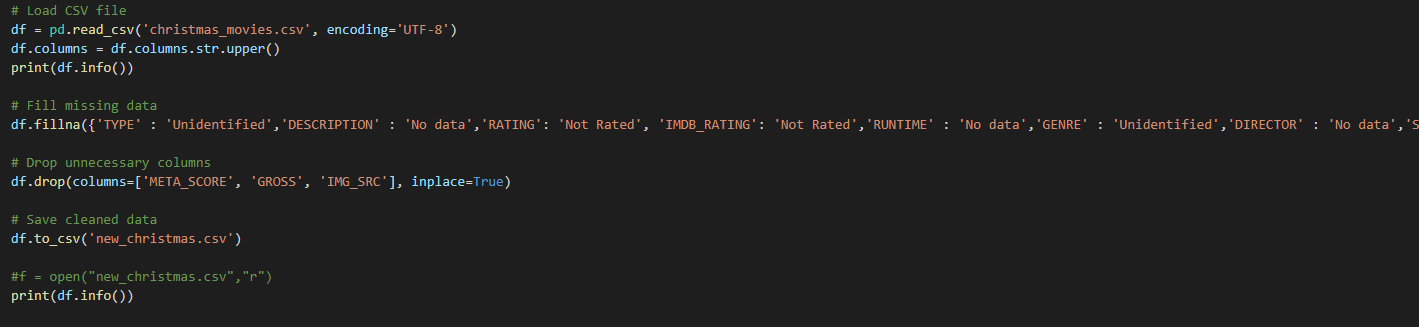 # Load CSV file
df = pd.read_csv('christmas_movies.csv', encoding='UTF-8')
df.columns = df.columns.str.upper()
print(df.info())
# Fill missing data
df.fillna({'TYPE' : 'Unidentified','DESCRIPTION' : 'No data','RATING': 'Not Rated', 'IMDB_RATING': 'Not Rated','RUNTIME' : 'No data','GENRE' : 'Unidentified','DIRECTOR' : 'No data','S
# Drop unnecessary columns
df.drop(columns=['META_SCORE', 'GROSS', 'IMG_SRC'], inplace=True)
# Save cleaned data
df.to_csv('new_christmas.csv')
#f = open("new_christmas.csv","r")
print(df.info())